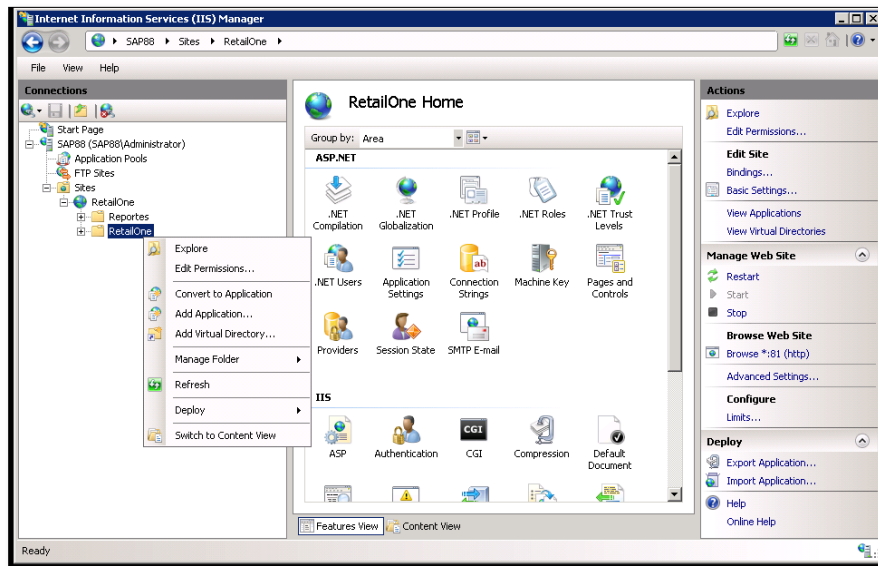 Internet Information Services (IIS) Manager
SAP88 Sites RetailOne
File View Help
Connections
Start Page
SAP88 (SAP88\Administrator)
Application Pools
FTP Sites
Sites
RetailOne
Reportes
RetailOne
Explore
Edit Permissions...
Convert to Application
Add Application...
Add Virtual Directory...
Manage Folder
Refresh
Deploy
Switch to Content View
RetailOne Home
Group by: Area
ASP.NET
.NET Compilation
.NET Globalization
.NET Profile
.NET Roles
.NET Trust Levels
.NET Users
Application Settings
Connection Strings
Machine Key
Pages and Controls
Providers
Session State
SMTP E-mail
IIS
ASP
Authentication
CGI
CGI
Compression
Default Document
Features View
Content View
Actions
Explore
Edit Permissions...
Edit Site
Bindings...
Basic Settings...
View Applications
View Virtual Directories
Manage Web Site
Restart
Start
Stop
Browse Web Site
Browse *:81 (http)
Advanced Settings...
Configure
Limits...
Deploy
Export Application...
Import Application...
Help
Online Help
Ready